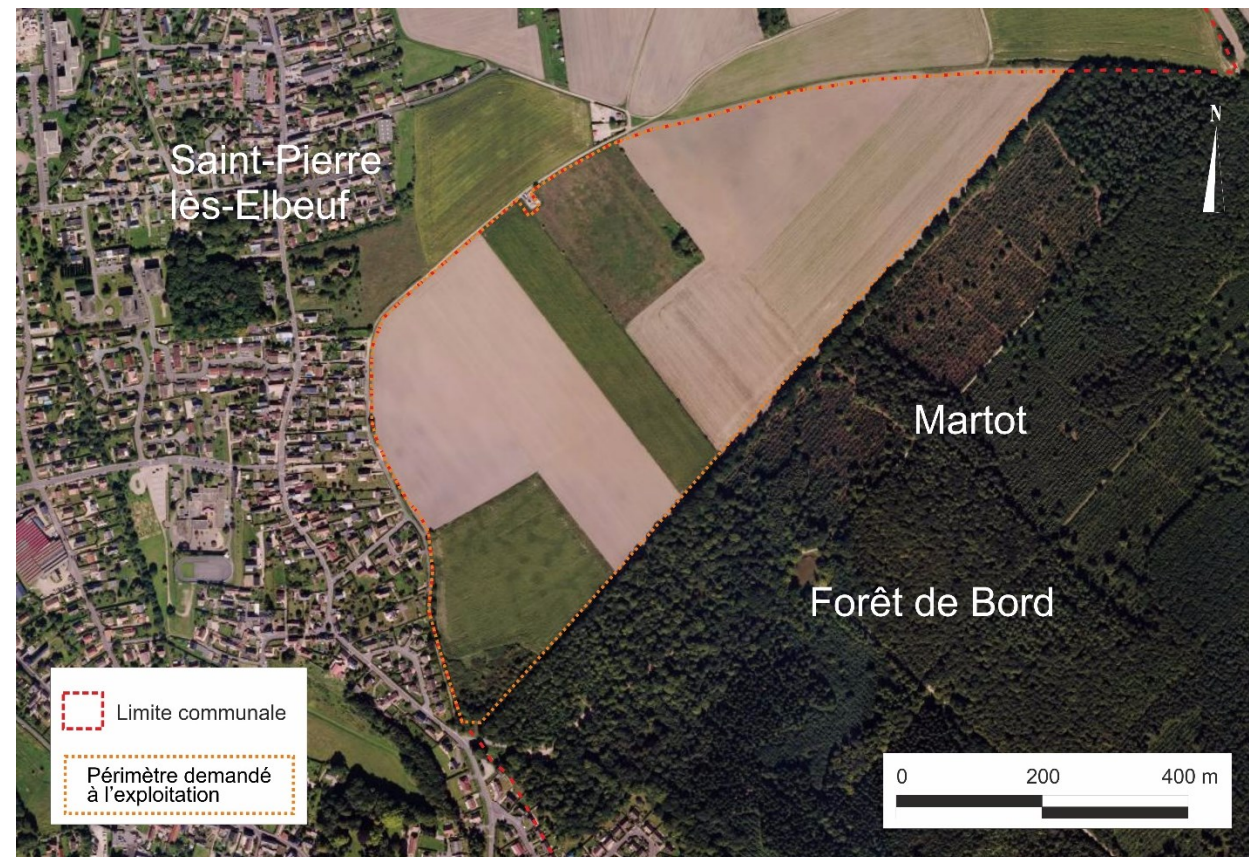 N
Saint-Pierre
lès-Elbeuf
Martot
Forêt de Bord
Limite communale
Périmètre demandé
à l'exploitation
0 200 400 m